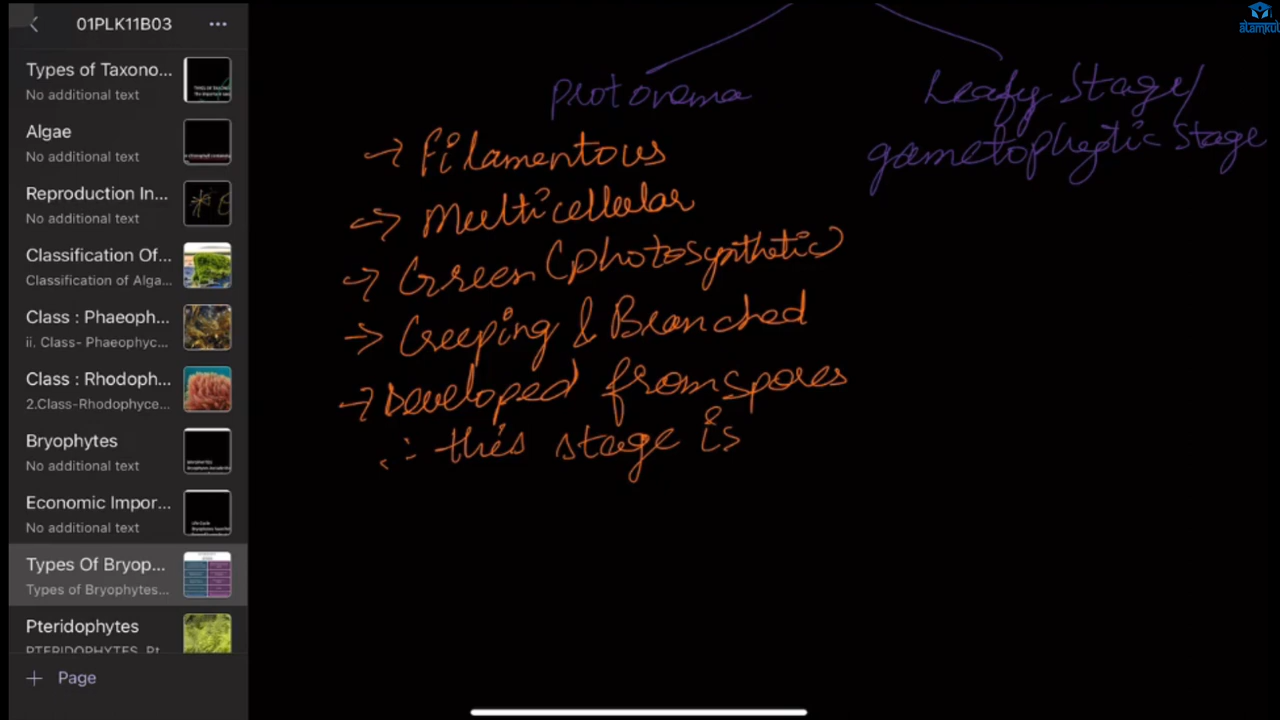 01PLK11B03
...
alamkul
Types of Taxono...
No additional text
Algae
No additional text
Reproduction In...
No additional text
Classification Of...
Classification of Alga...
Class : Phaeoph...
ii. Class- Phaeophyc...
Class : Rhodoph...
2.Class-Rhodophyce...
Bryophytes
No additional text
Economic Impor...
No additional text
Types Of Bryop...
Types of Bryophytes...
Pteridophytes
PTERIDOPHYTES Pt
+ Page
Protonema
→ Filamentous
→ Multicellular
→ Green (photosynthetic)
→ Creeping & Branched
→ Developed from spores
∴ this stage is
Leafy Stage/
gametophytic stage